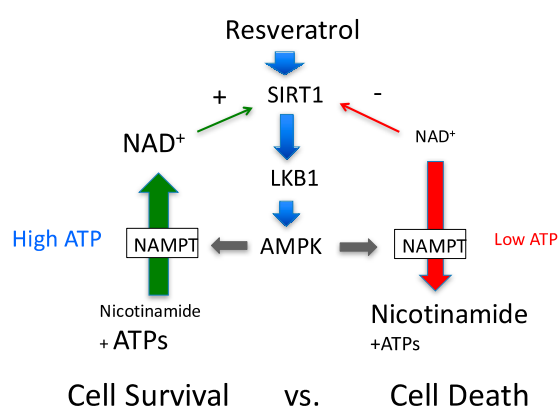 Resveratrol
+ SIRT1 -
NAD⁺ NAD⁺
LKB1
High ATP NAMPT AMPK NAMPT Low ATP
Nicotinamide Nicotinamide
+ ATPs +ATPs
Cell Survival vs. Cell Death